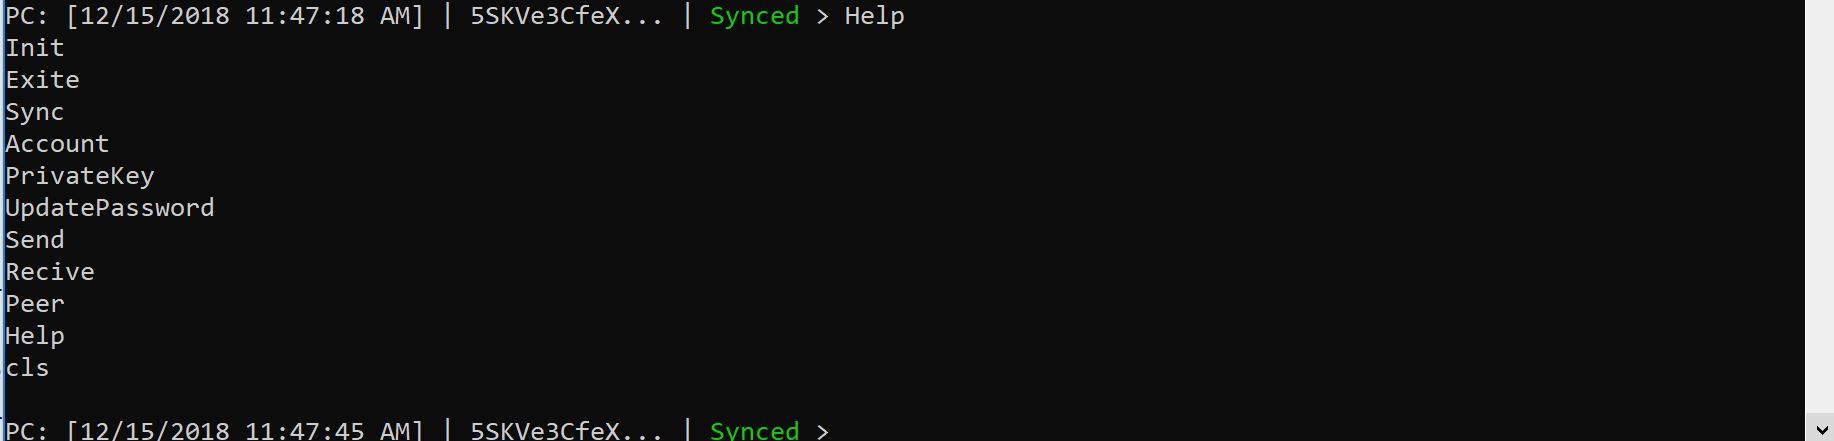 PC: [12/15/2018 11:47:18 AM] | 5SKVe3CfeX... | Synced > Help
Init
Exite
Sync
Account
PrivateKey
UpdatePassword
Send
Recive
Peer
Help
cls
PC: [12/15/2018 11:47:45 AM] | 5SKVe3CfeX... | Synced >